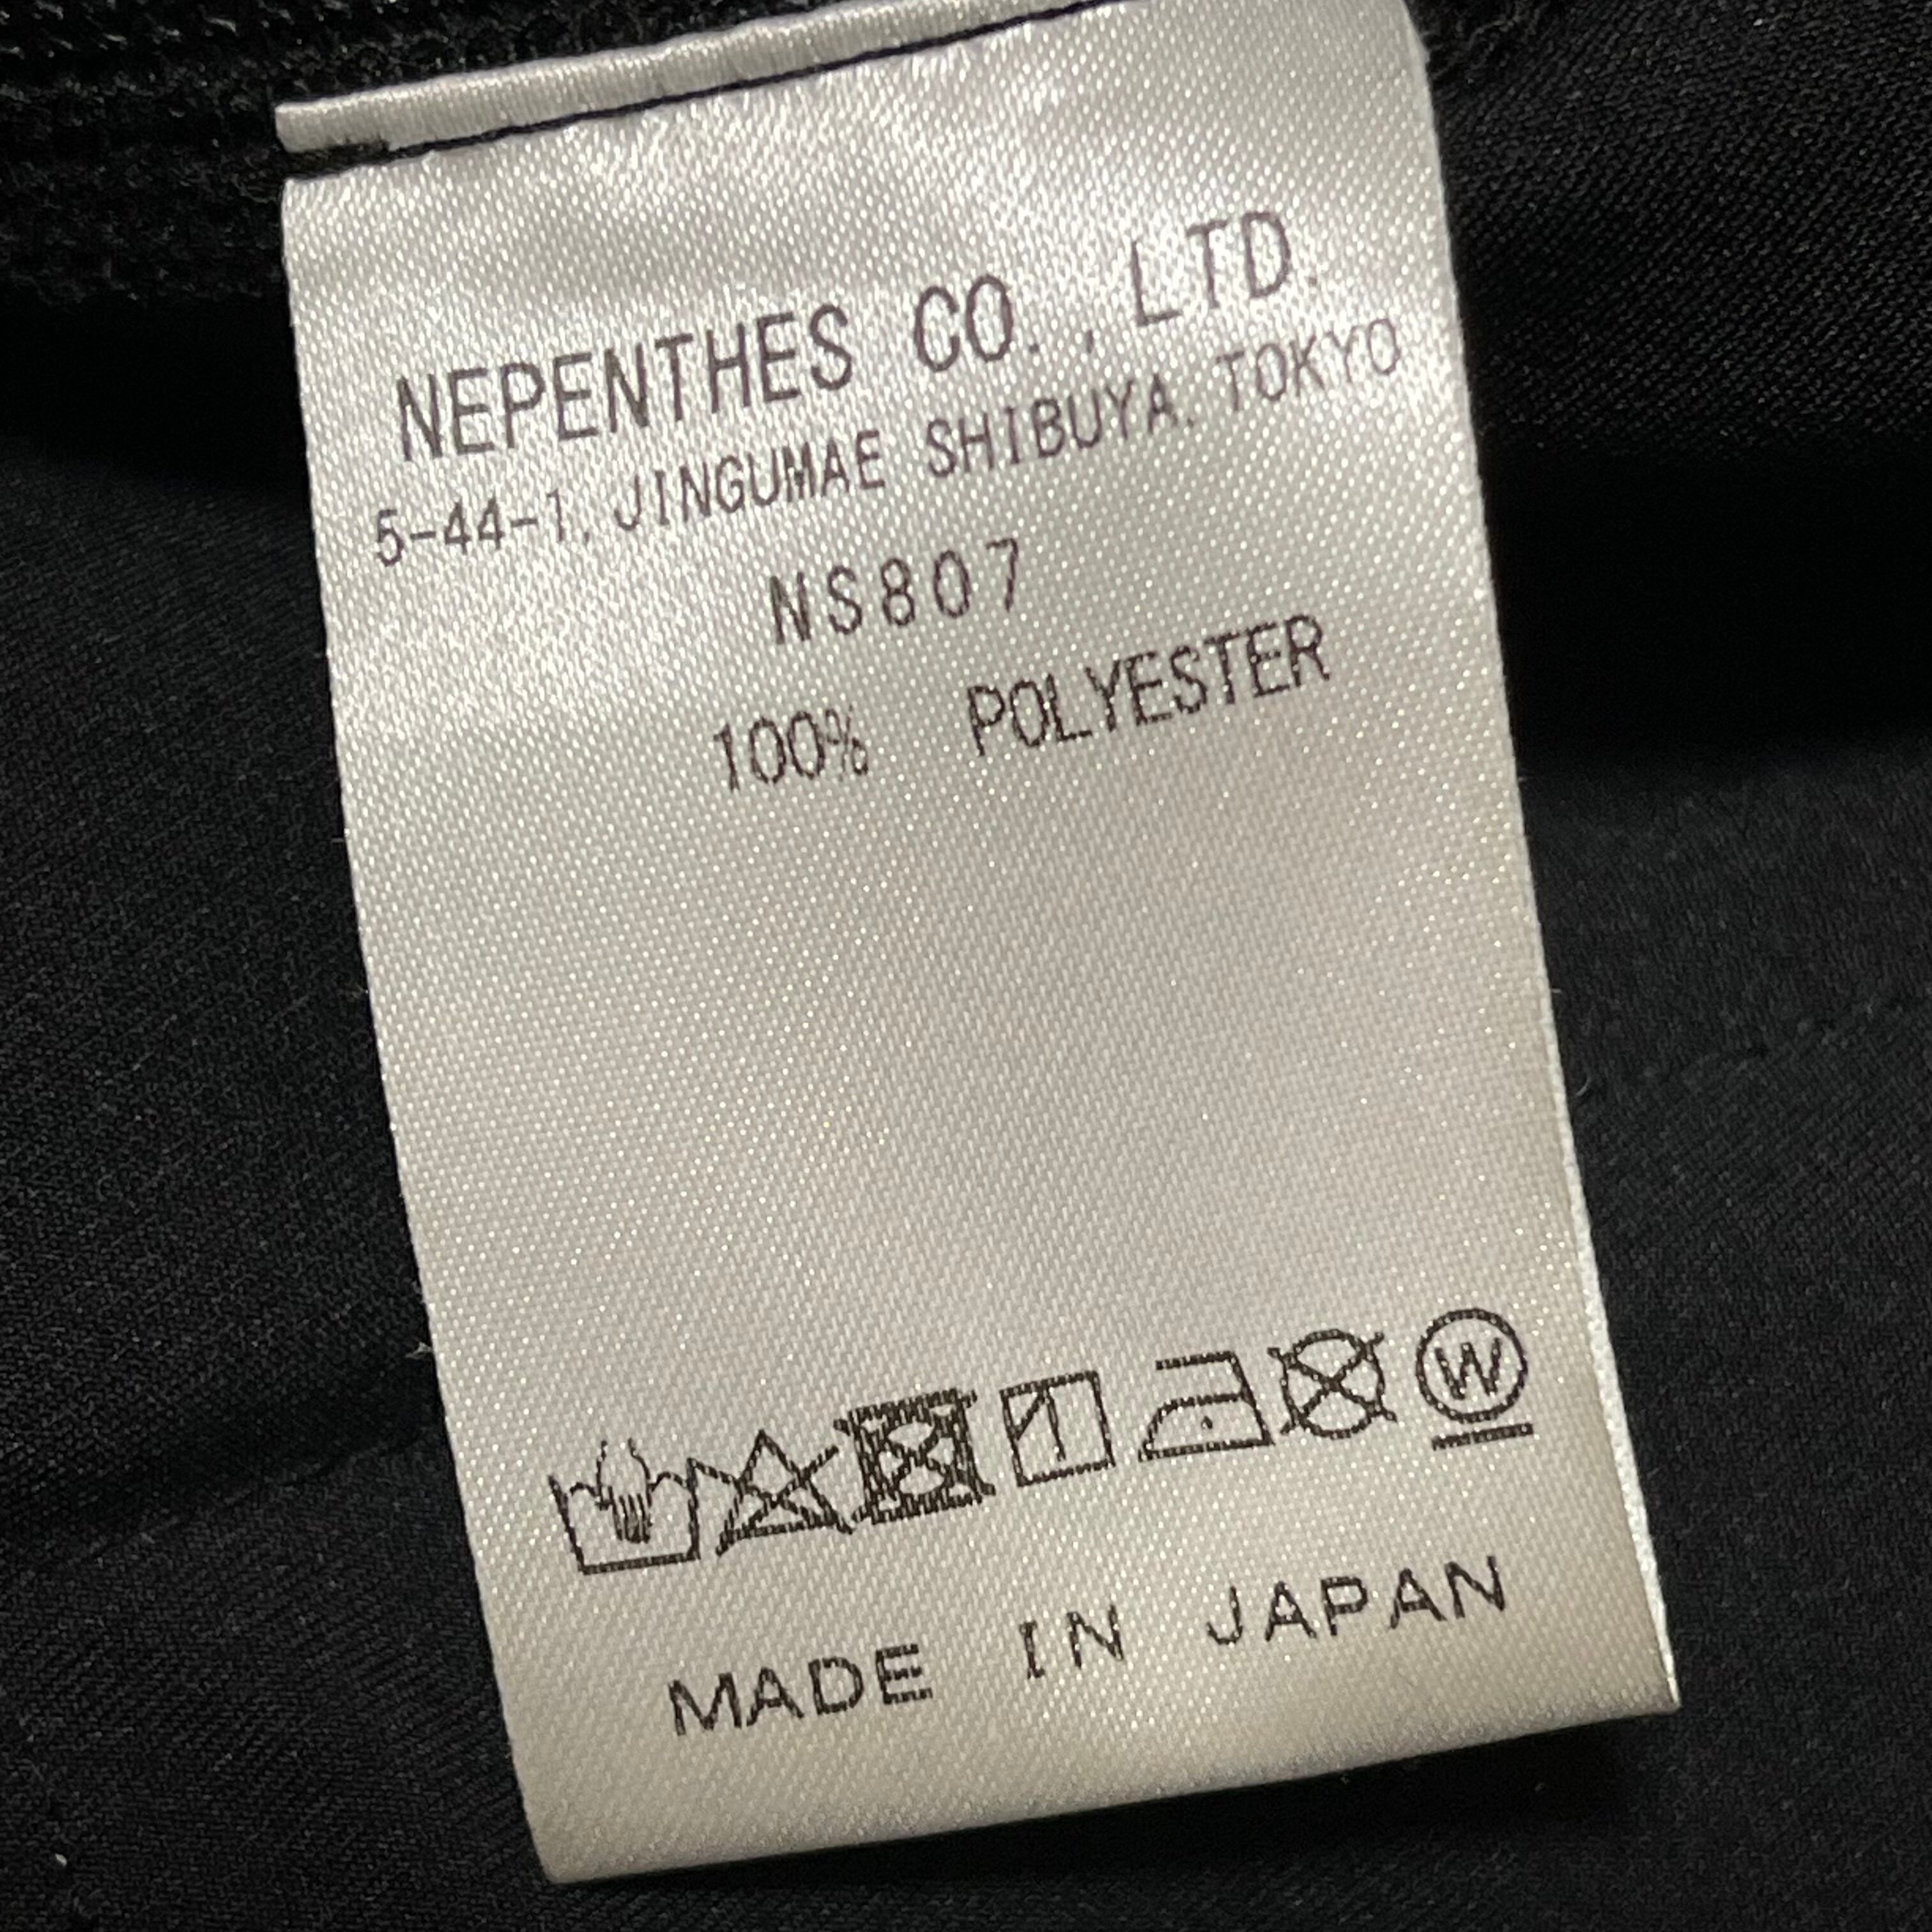 NEPENTHES CO., LTD.
5-44-1, JINGUMAE SHIBUYA, TOKYO
NS807
100% POLYESTER
W
MADE IN JAPAN